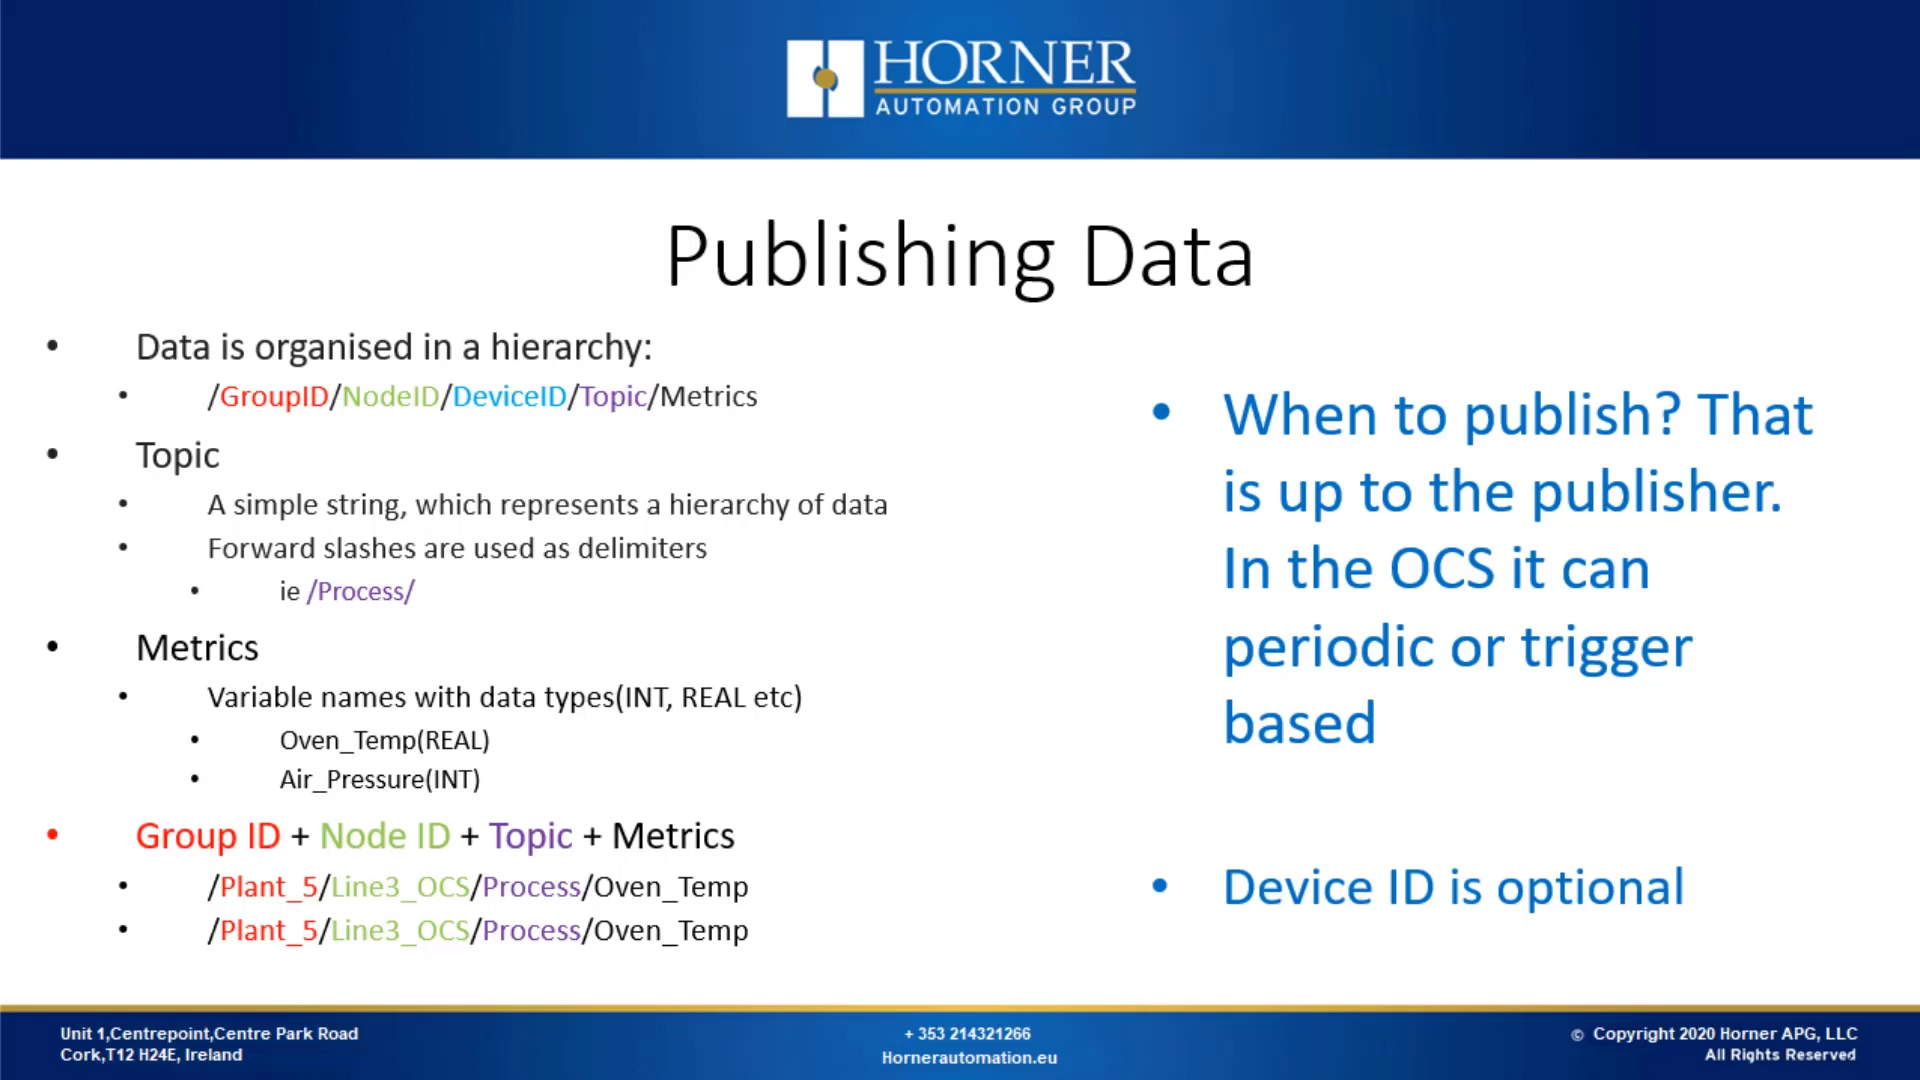 HORNER
AUTOMATION GROUP
Publishing Data
• Data is organised in a hierarchy:
• /GroupID/NodeID/DeviceID/Topic/Metrics
• Topic
• A simple string, which represents a hierarchy of data
• Forward slashes are used as delimiters
• ie /Process/
• Metrics
• Variable names with data types(INT, REAL etc)
• Oven_Temp(REAL)
• Air_Pressure(INT)
• Group ID + Node ID + Topic + Metrics
• /Plant_5/Line3_OCS/Process/Oven_Temp
• /Plant_5/Line3_OCS/Process/Oven_Temp
• When to publish? That
is up to the publisher.
In the OCS it can
periodic or trigger
based
• Device ID is optional
Unit 1,Centrepoint,Centre Park Road
Cork,T12 H24E, Ireland
+ 353 214321266
Hornerautomation.eu
© Copyright 2020 Horner APG, LLC
All Rights Reserved